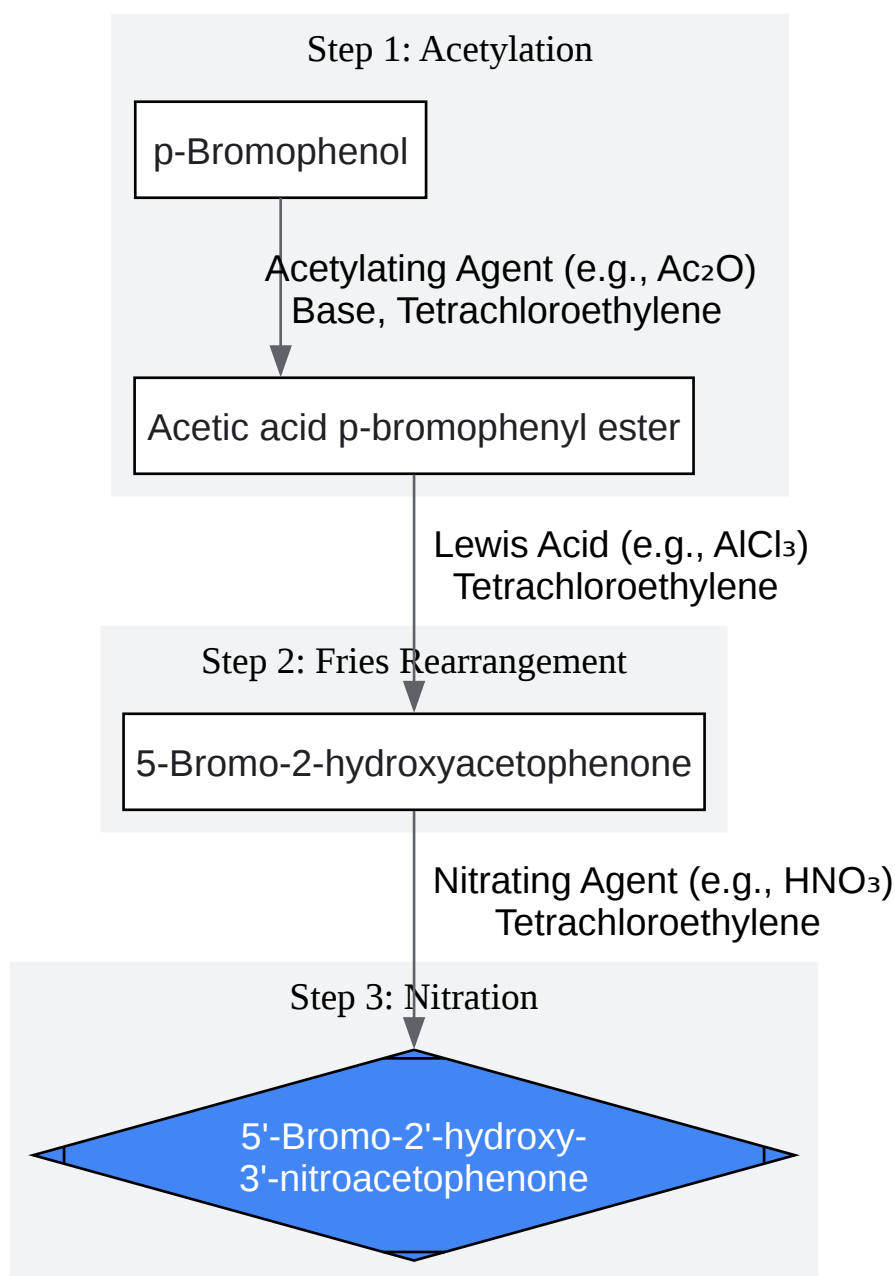 Step 1: Acetylation
p-Bromophenol
Acetylating Agent (e.g., Ac₂O)
Base, Tetrachloroethylene
Acetic acid p-bromophenyl ester
Lewis Acid (e.g., AlCl₃)
Tetrachloroethylene
Step 2: Fries Rearrangement
5-Bromo-2-hydroxyacetophenone
Nitrating Agent (e.g., HNO₃)
Tetrachloroethylene
Step 3: Nitration
5'-Bromo-2'-hydroxy-
3'-nitroacetophenone